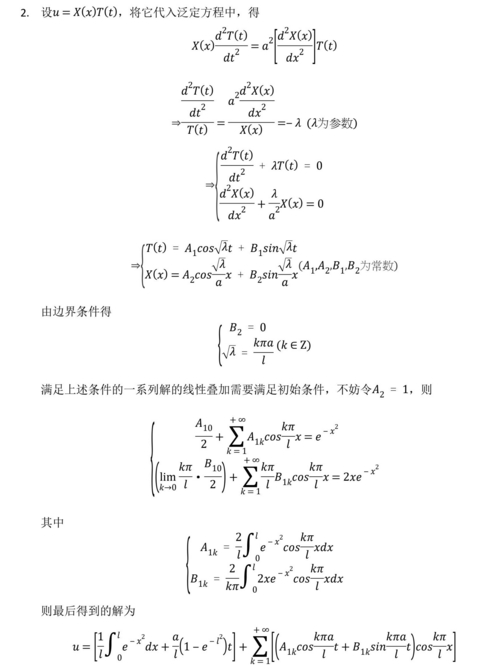 2. 设u = X(x)T(t)，将它代入泛定方程中，得
X(x) d²T(t)/dt² = a² [d²X(x)/dx²] T(t)
⇒ (d²T(t)/dt²)/T(t) = (a² d²X(x)/dx²)/X(x) = − λ (λ为参数)
⇒ { d²T(t)/dt² + λT(t) = 0
d²X(x)/dx² + λ/a² X(x) = 0
⇒ { T(t) = A₁cos√λt + B₁sin√λt
X(x) = A₂cos √λ/a x + B₂sin √λ/a x (A₁,A₂,B₁,B₂为常数)
由边界条件得
{ B₂ = 0
√λ = kπa/l (k ∈ Z)
满足上述条件的一系列解的线性叠加需要满足初始条件，不妨令A₂ = 1，则
{ A₁₀/2 + ∑_{k=1}^{+∞} A₁ₖcos kπ/l x = e^{−x²}
(lim_{k→0} kπ/l • B₁₀/2) + ∑_{k=1}^{+∞} kπ/l B₁ₖcos kπ/l x = 2xe^{−x²}
其中
{ A₁ₖ = 2/l ∫₀^l e^{−x²} cos kπ/l xdx
B₁ₖ = 2/kπ ∫₀^l 2xe^{−x²} cos kπ/l xdx
则最后得到的解为
u = [1/l ∫₀^l e^{−x²} dx + a/l (1 − e^{−l²})t] + ∑_{k=1}^{+∞} [(A₁ₖcos kπa/l t + B₁ₖsin kπa/l t)cos kπ/l x]